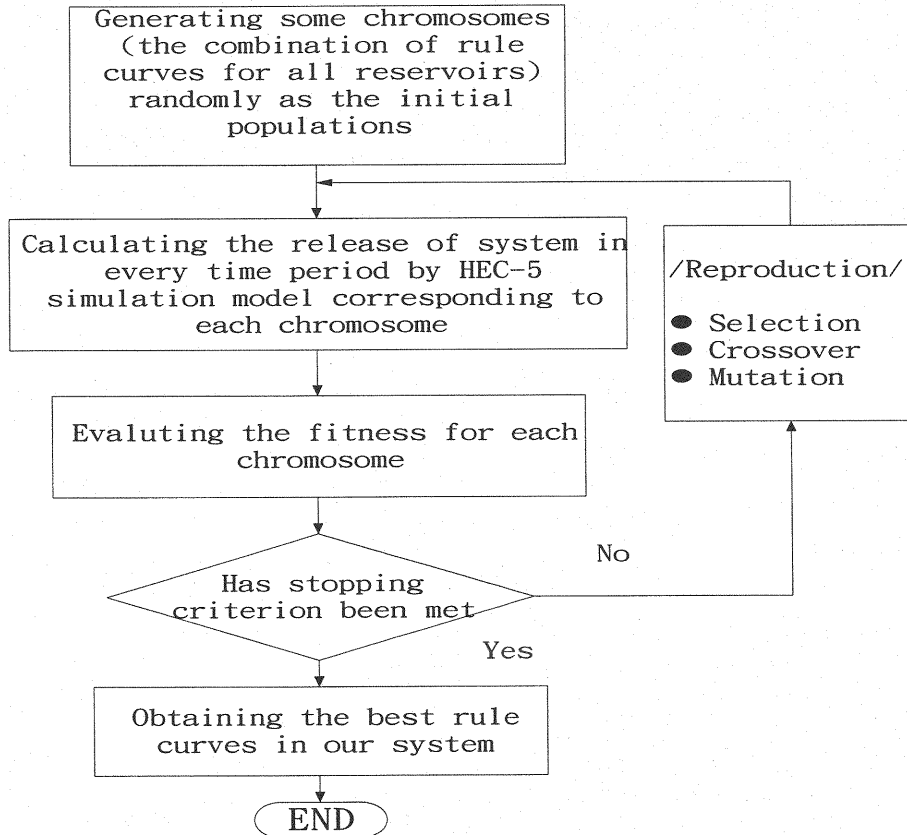 Generating some chromosomes
(the combination of rule
curves for all reservoirs)
randomly as the initial
populations
Calculating the release of system in
every time period by HEC-5
simulation model corresponding to
each chromosome
/Reproduction/
● Selection
● Crossover
● Mutation
Evaluting the fitness for each
chromosome
No
Has stopping
criterion been met
Yes
Obtaining the best rule
curves in our system
END